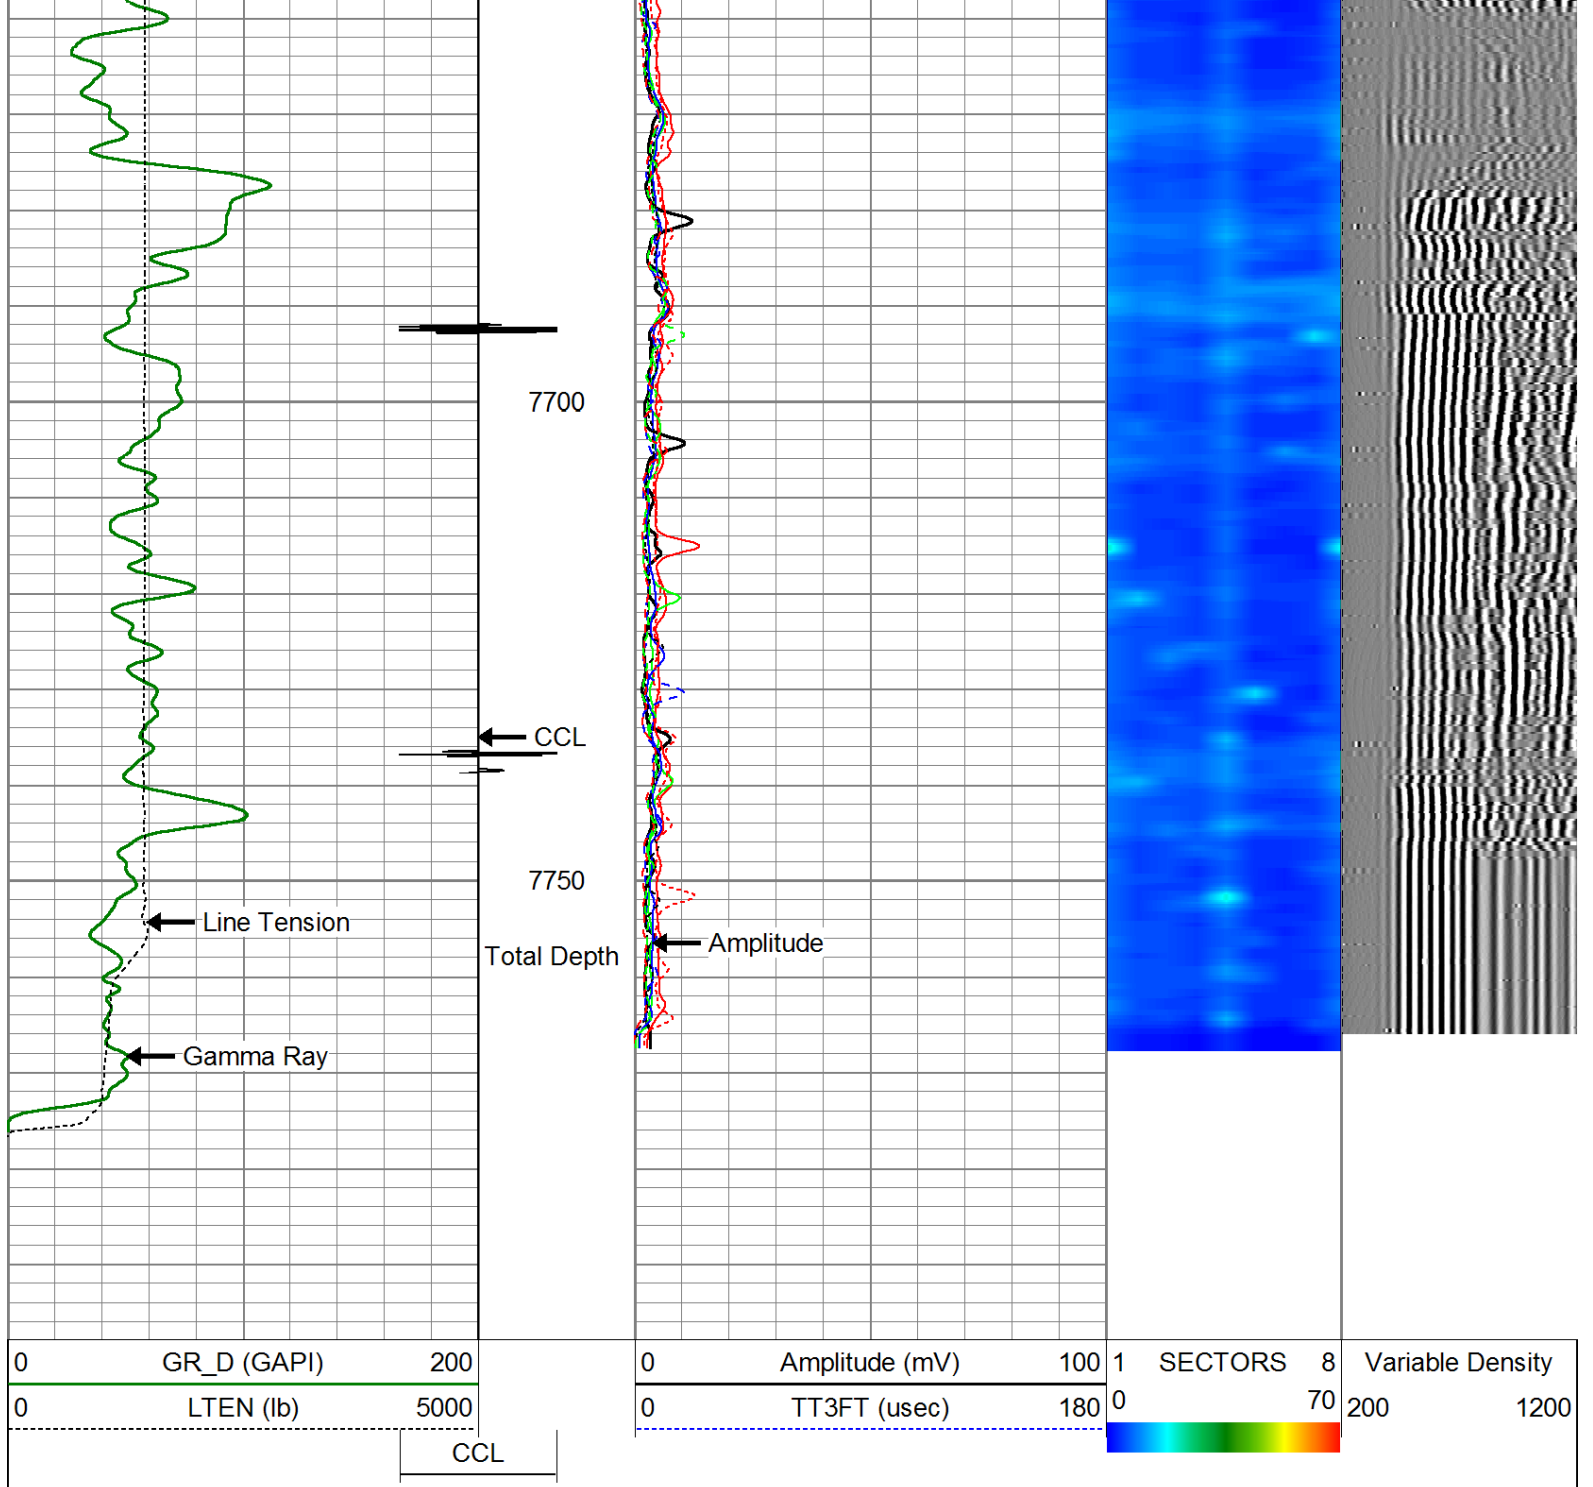 7700
CCL
7750
Line Tension
Amplitude
Total Depth
Gamma Ray
0 GR_D (GAPI) 200
0 LTEN (lb) 5000
CCL
0 Amplitude (mV) 100
0 TT3FT (usec) 180
1 SECTORS 8
0 70
Variable Density
200 1200